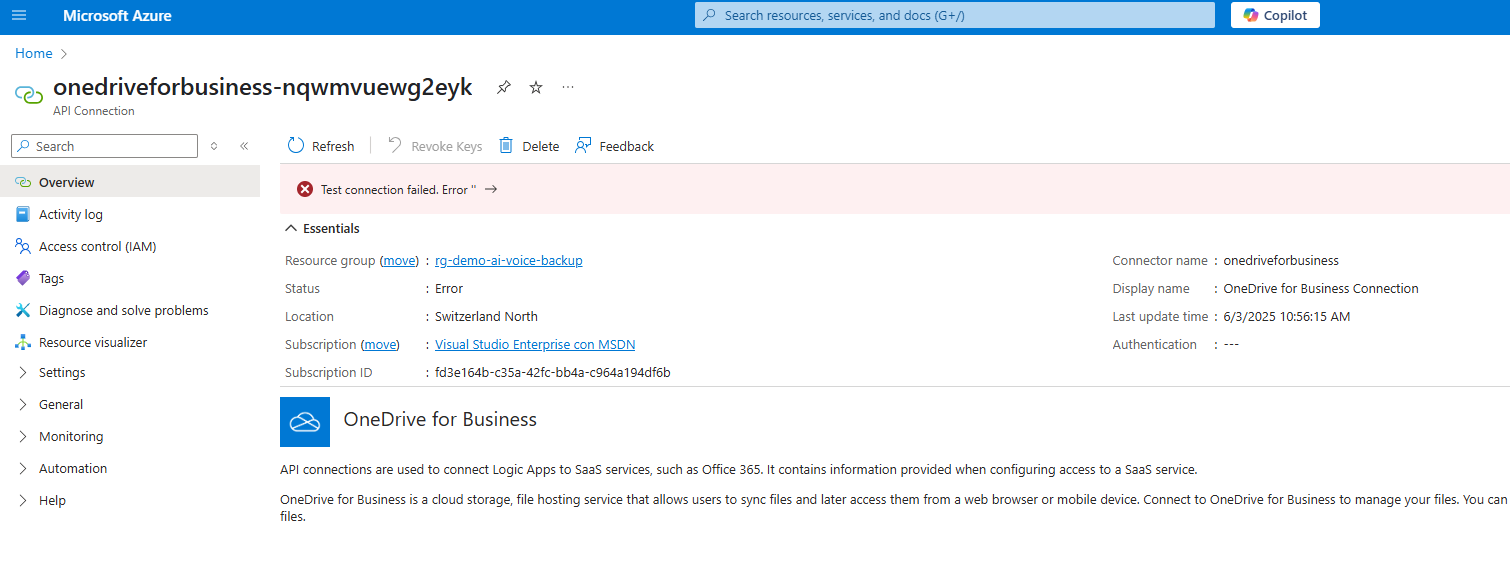 Microsoft Azure
Search resources, services, and docs (G+/)
Copilot
Home
onedriveforbusiness-nqwmvuewg2eyk
API Connection
Search
Refresh
Revoke Keys
Delete
Feedback
Overview
Activity log
Access control (IAM)
Tags
Diagnose and solve problems
Resource visualizer
Settings
General
Monitoring
Automation
Help
Test connection failed. Error ''
Essentials
Resource group (move) : rg-demo-ai-voice-backup
Status : Error
Location : Switzerland North
Subscription (move) : Visual Studio Enterprise con MSDN
Subscription ID : fd3e164b-c35a-42fc-bb4a-c964a194df6b
Connector name : onedriveforbusiness
Display name : OneDrive for Business Connection
Last update time : 6/3/2025 10:56:15 AM
Authentication : ---
OneDrive for Business
API connections are used to connect Logic Apps to SaaS services, such as Office 365. It contains information provided when configuring access to a SaaS service.
OneDrive for Business is a cloud storage, file hosting service that allows users to sync files and later access them from a web browser or mobile device. Connect to OneDrive for Business to manage your files. You can
files.